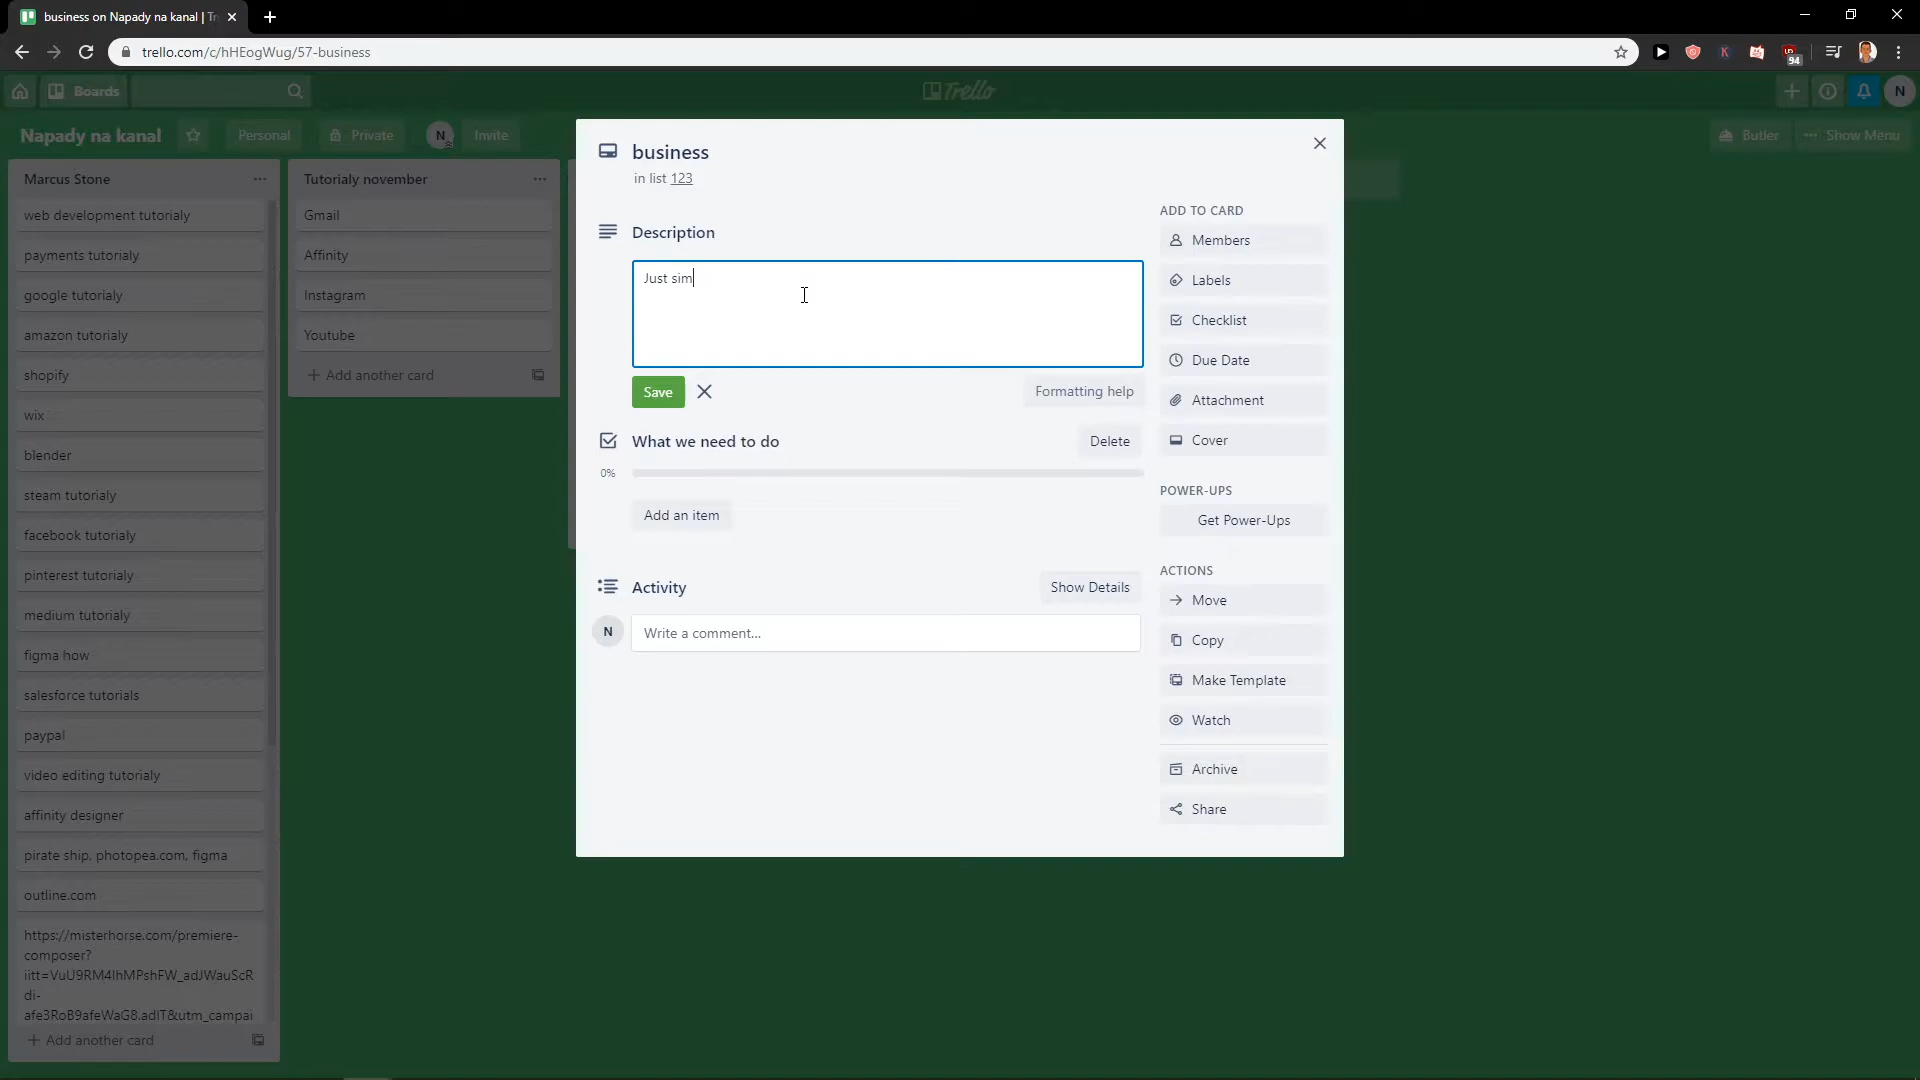 business on Napady na kanal | Tr
trello.com/c/hHEogWug/57-business
94
Boards
Trello
N
Napady na kanal
Personal
Private
N
Invite
Butler
Show Menu
Marcus Stone
web development tutorialy
payments tutorialy
google tutorialy
amazon tutorialy
shopify
wix
blender
steam tutorialy
facebook tutorialy
pinterest tutorialy
medium tutorialy
figma how
salesforce tutorials
paypal
video editing tutorialy
affinity designer
pirate ship, photopea.com, figma
outline.com
https://misterhorse.com/premiere-
composer?
iitt=VuU9RM4IhMPshFW_adJWauScR
di-
afe3RoB9afeWaG8.adIT&utm_campai
+ Add another card
Tutorialy november
Gmail
Affinity
Instagram
Youtube
+ Add another card
business
in list 123
Description
Just sim
Save
Formatting help
What we need to do
Delete
0%
Add an item
Activity
Show Details
N
Write a comment...
ADD TO CARD
Members
Labels
Checklist
Due Date
Attachment
Cover
POWER-UPS
Get Power-Ups
ACTIONS
Move
Copy
Make Template
Watch
Archive
Share